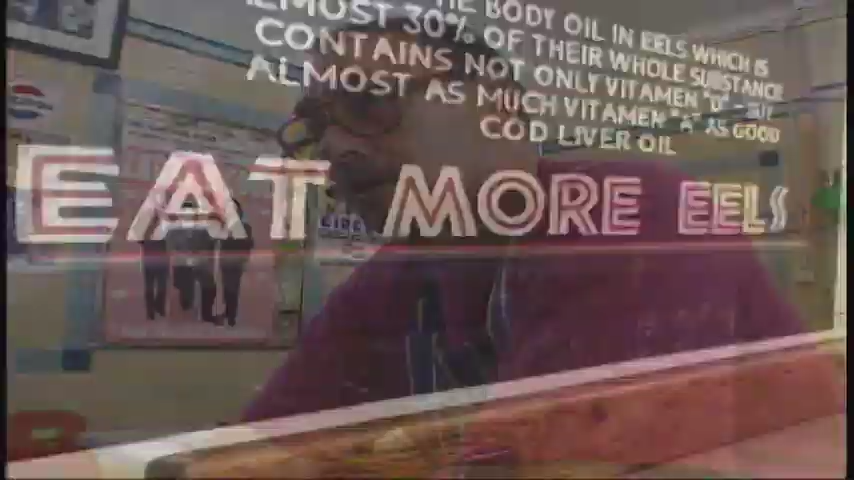 THE BODY OIL IN EELS WHICH IS
ALMOST 30% OF THEIR WHOLE SUBSTANCE
CONTAINS NOT ONLY VITAMEN "D" BUT
ALMOST AS MUCH VITAMEN "A" AS GOOD
COD LIVER OIL
EAT MORE EELS